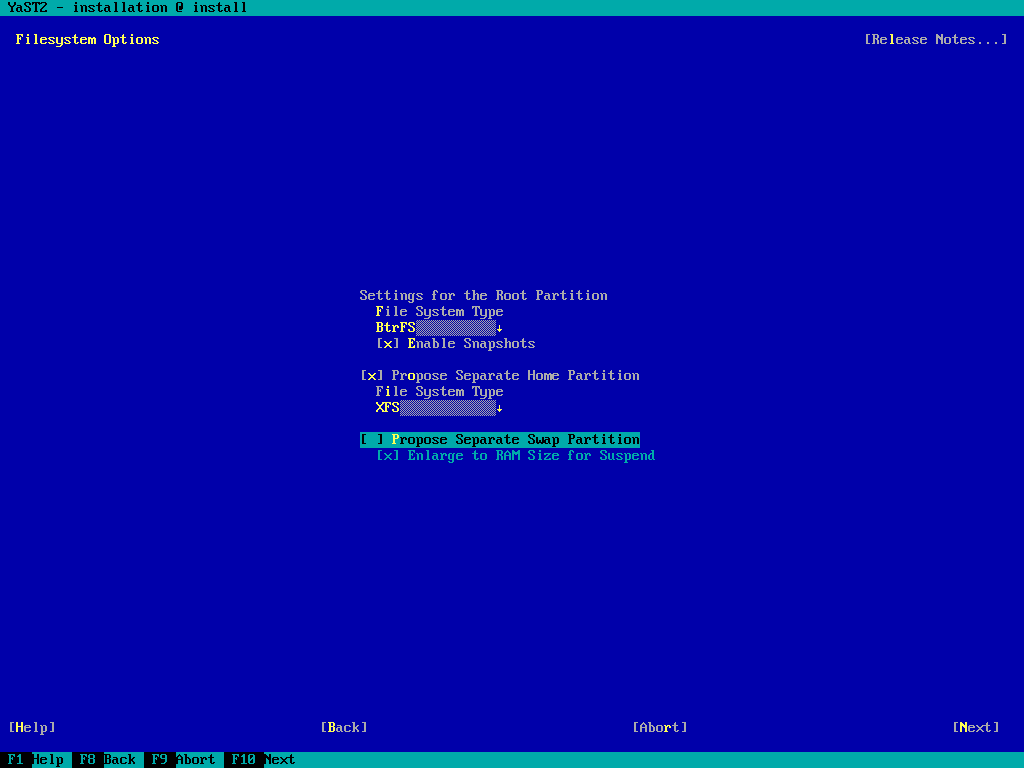 YaST2 - installation @ install
Filesystem Options [Release Notes...]
Settings for the Root Partition
File System Type
BtrFS↓
[x] Enable Snapshots
[x] Propose Separate Home Partition
File System Type
XFS↓
[ ] Propose Separate Swap Partition
[x] Enlarge to RAM Size for Suspend
[Help] [Back] [Abort] [Next]
F1 Help F8 Back F9 Abort F10 Next